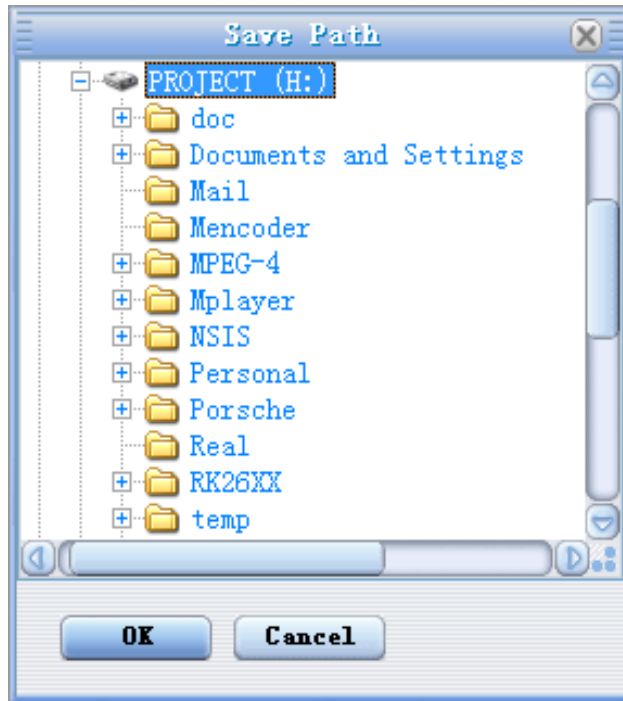 Save Path
PROJECT (H:)
doc
Documents and Settings
Mail
Mencoder
MPEG-4
Mplayer
NSIS
Personal
Porsche
Real
RK26XX
temp
OK Cancel